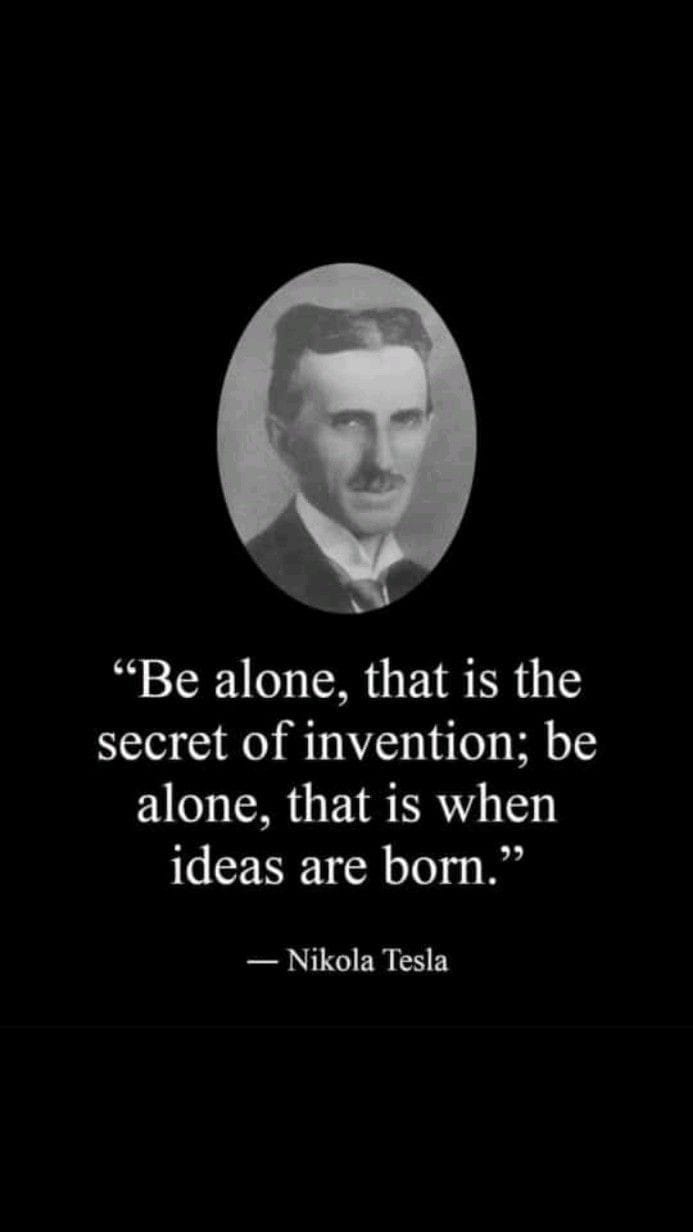 “Be alone, that is the
secret of invention; be
alone, that is when
ideas are born.”
— Nikola Tesla